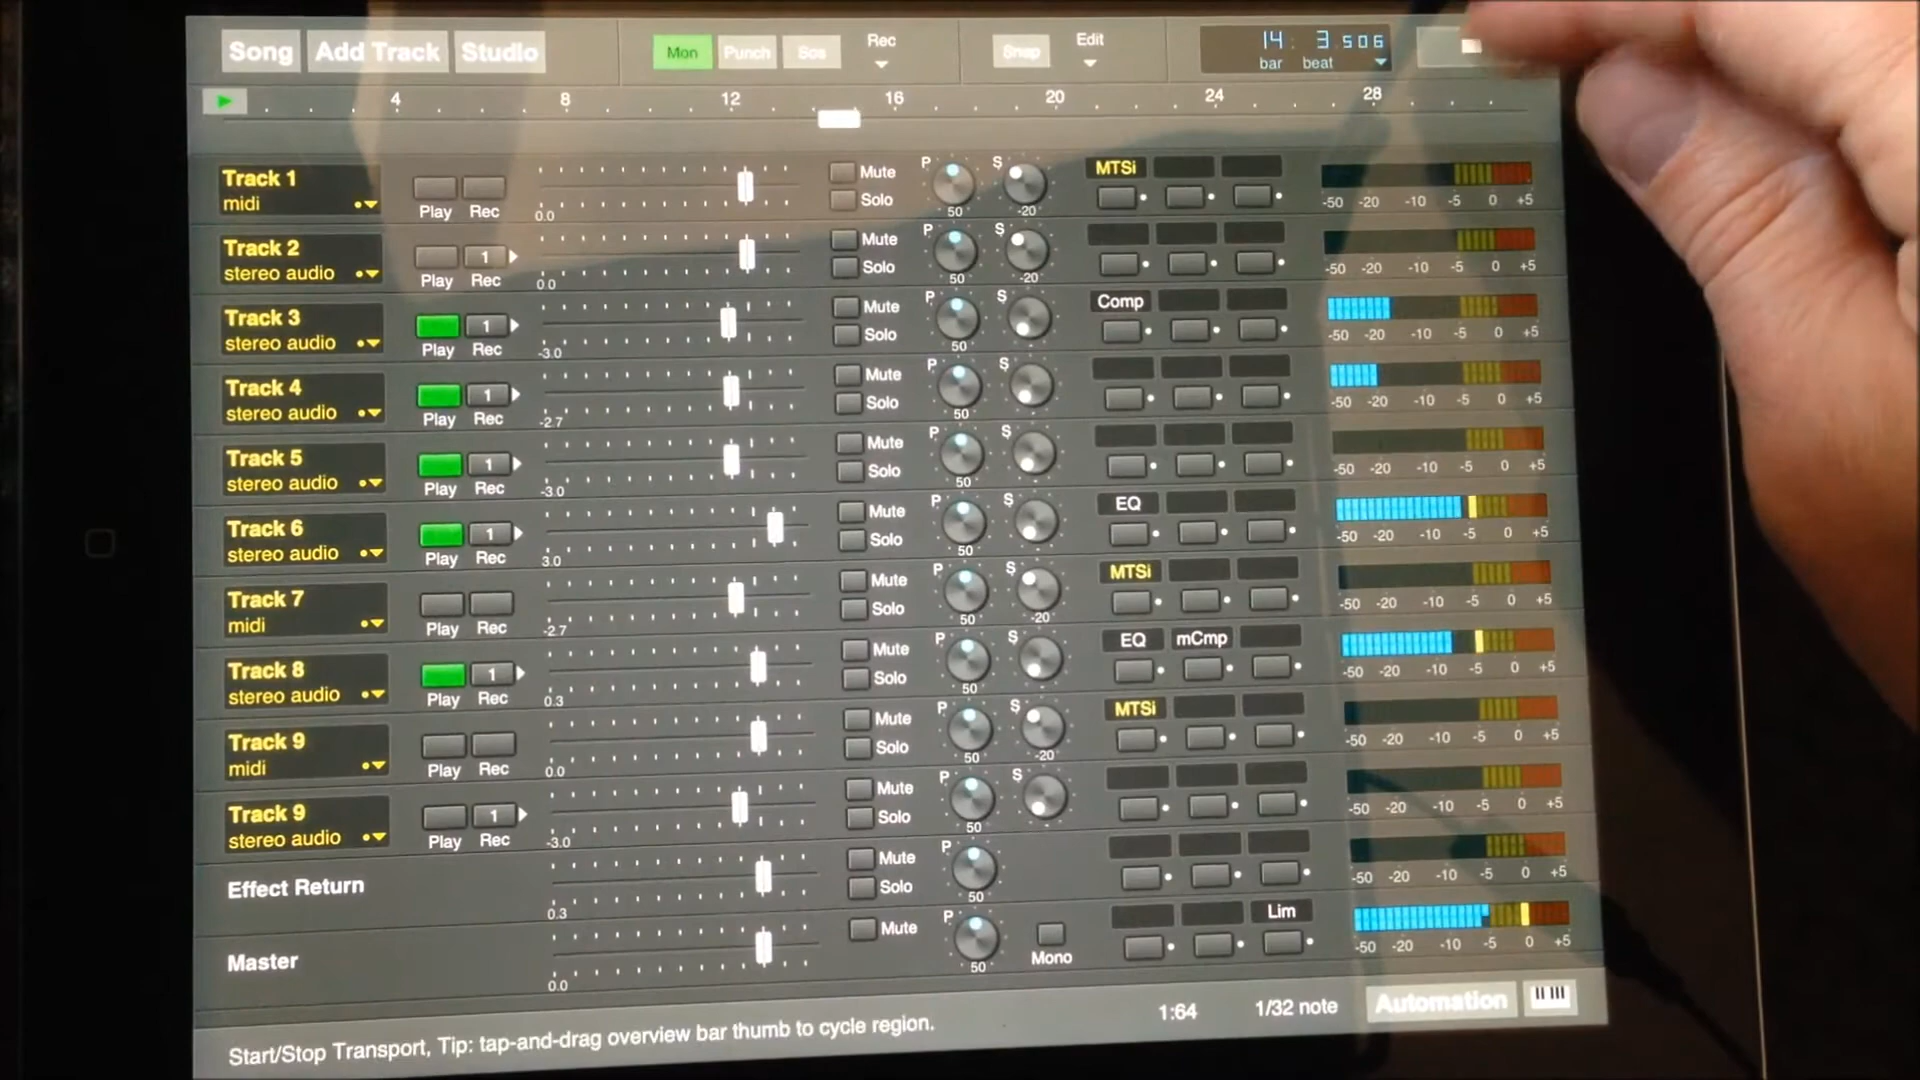 Song Add Track Studio Mon Punch Sos Rec Snap Edit 14: 3.506
bar beat
4 8 12 16 20 24 28
Track 1 midi Play Rec 0.0 Mute Solo P 50 S -20 MTSi -50 -20 -10 -5 0 +5
Track 2 stereo audio Play 1 Rec 0.0 Mute Solo P 50 S -20 -50 -20 -10 -5 0 +5
Track 3 stereo audio Play 1 Rec -3.0 Mute Solo P 50 S Comp -50 -20 -10 -5 0 +5
Track 4 stereo audio Play 1 Rec -2.7 Mute Solo P 50 S -50 -20 -10 -5 0 +5
Track 5 stereo audio Play 1 Rec -3.0 Mute Solo P 50 S -50 -20 -10 -5 0 +5
Track 6 stereo audio Play 1 Rec 3.0 Mute Solo P 50 S EQ -50 -20 -10 -5 0 +5
Track 7 midi Play Rec -2.7 Mute Solo P 50 S -20 MTSi -50 -20 -10 -5 0 +5
Track 8 stereo audio Play 1 Rec 0.3 Mute Solo P 50 S EQ mCmp -50 -20 -10 -5 0 +5
Track 9 midi Play Rec 0.0 Mute Solo P 50 S -20 MTSi -50 -20 -10 -5 0 +5
Track 9 stereo audio Play 1 Rec -3.0 Mute Solo P 50 S -50 -20 -10 -5 0 +5
Effect Return 0.3 Mute Solo P 50 -50 -20 -10 -5 0 +5
Master 0.0 Mute P 50 Mono Lim -50 -20 -10 -5 0 +5
Start/Stop Transport, Tip: tap-and-drag overview bar thumb to cycle region. 1:64 1/32 note Automation